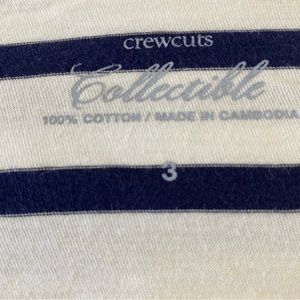 crewcuts
Collectible
100% COTTON / MADE IN CAMBODIA
3